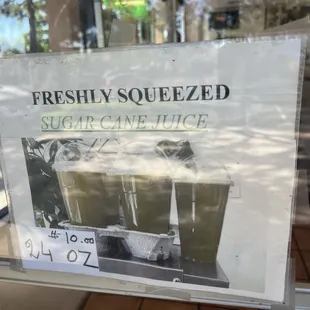 FRESHLY SQUEEZED
SUGAR CANE JUICE
$10.00
24 OZ